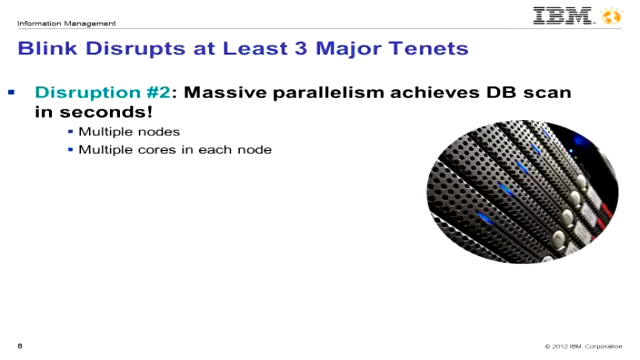 Information Management
IBM
Blink Disrupts at Least 3 Major Tenets
Disruption #2: Massive parallelism achieves DB scan
in seconds!
Multiple nodes
Multiple cores in each node
8
© 2012 IBM Corporation